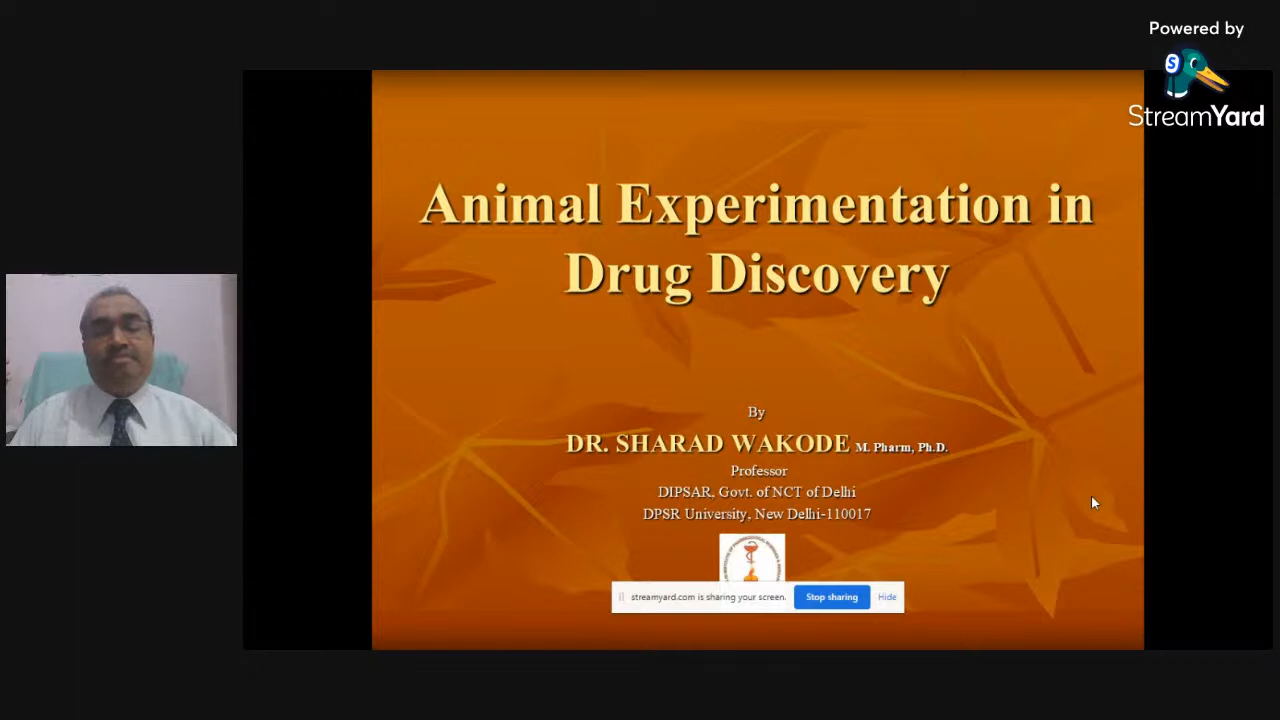 Powered by
StreamYard
Animal Experimentation in
Drug Discovery
By
DR. SHARAD WAKODE M. Pharm, Ph.D.
Professor
DIPSAR, Govt. of NCT of Delhi
DPSR University, New Delhi-110017
streamyard.com is sharing your screen. Stop sharing Hide